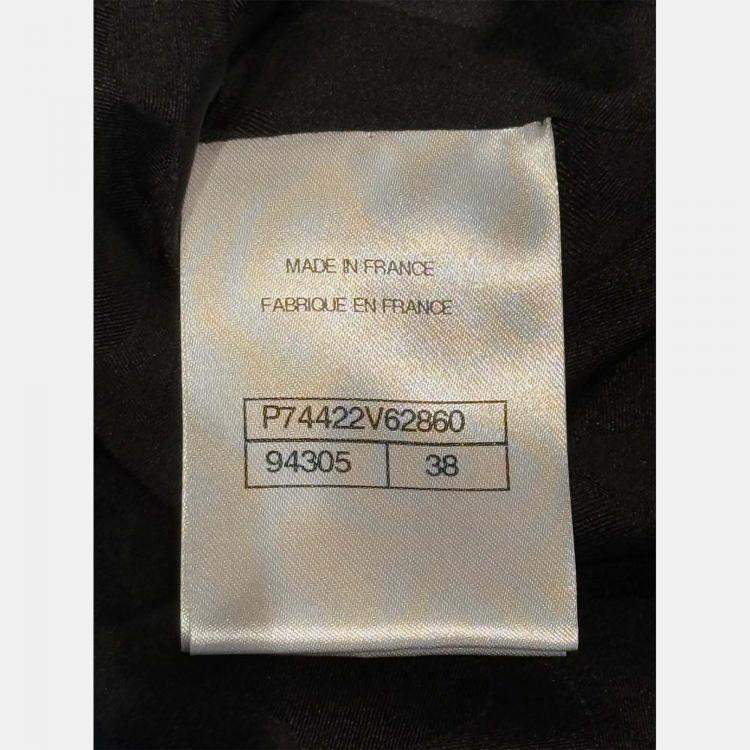 MADE IN FRANCE
FABRIQUE EN FRANCE
P74422V62860
94305 38